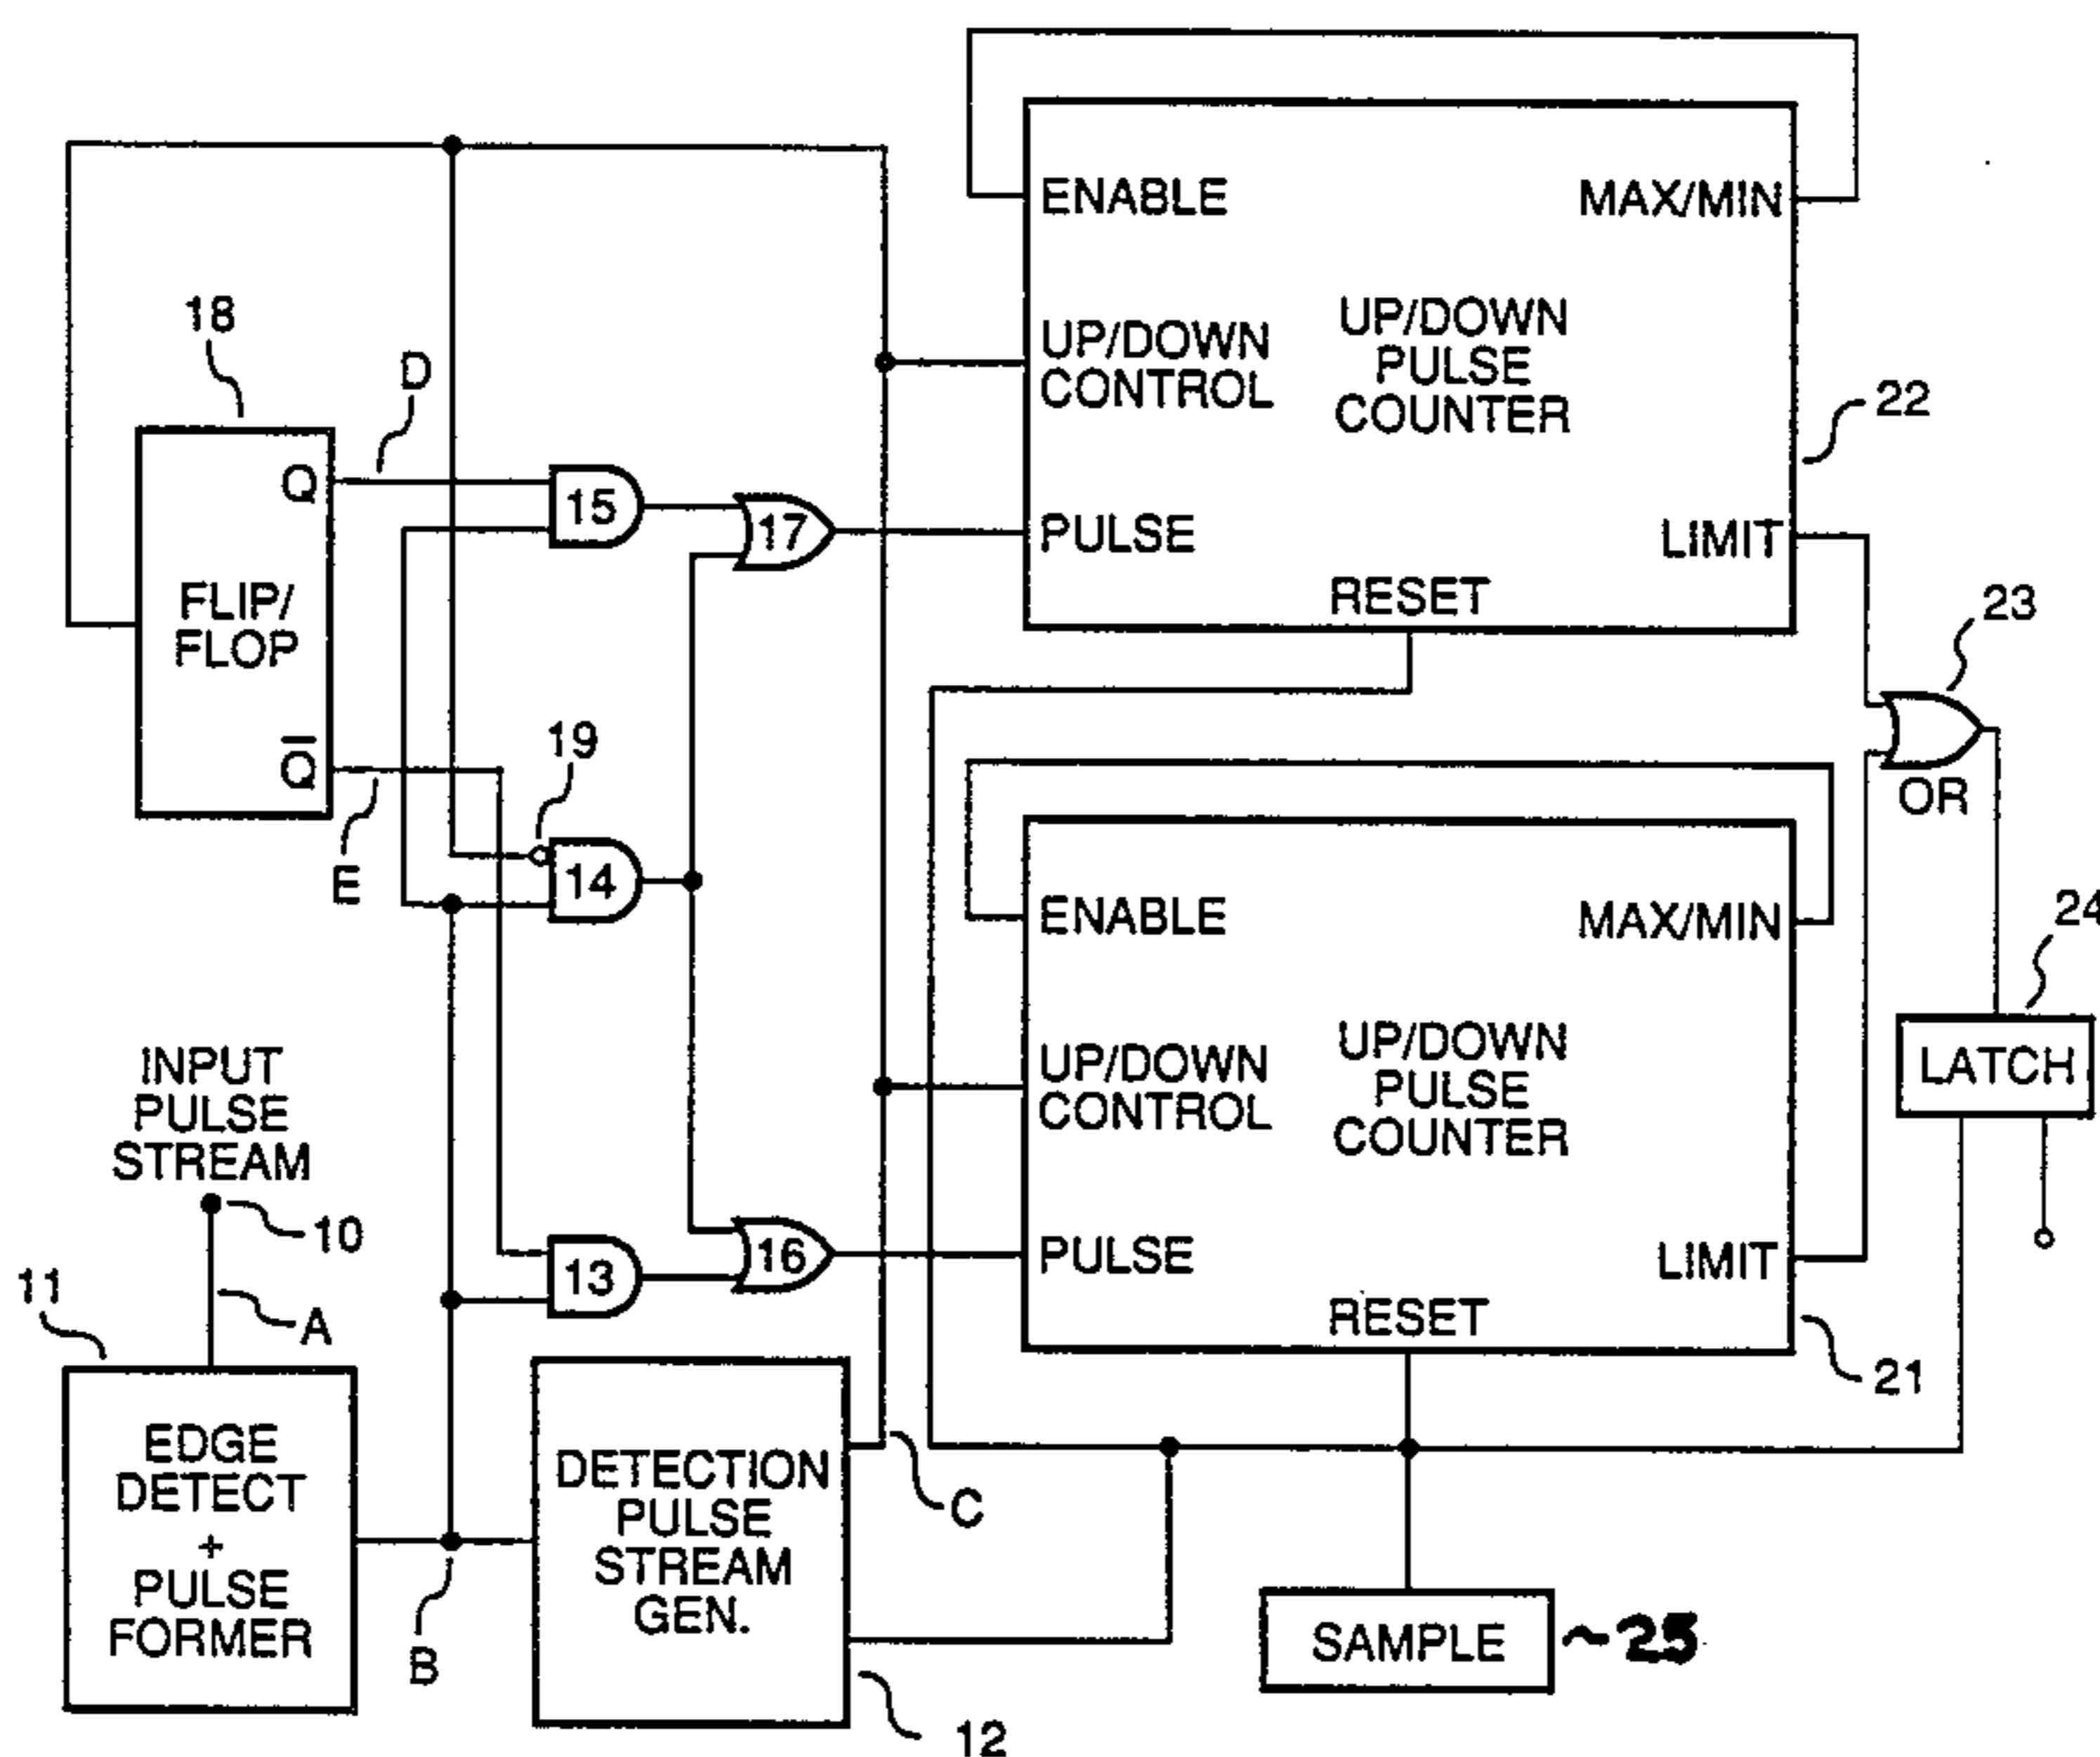 ENABLE
MAX/MIN
UP/DOWN
CONTROL
UP/DOWN
PULSE
COUNTER
22
PULSE
LIMIT
RESET
18
D
Q
15
17
FLIP/
FLOP
Q
E
19
14
23
OR
24
LATCH
ENABLE
MAX/MIN
UP/DOWN
CONTROL
UP/DOWN
PULSE
COUNTER
PULSE
LIMIT
RESET
21
INPUT
PULSE
STREAM
10
A
13
16
11
EDGE
DETECT
+
PULSE
FORMER
B
DETECTION
PULSE
STREAM
GEN.
C
12
SAMPLE
~25